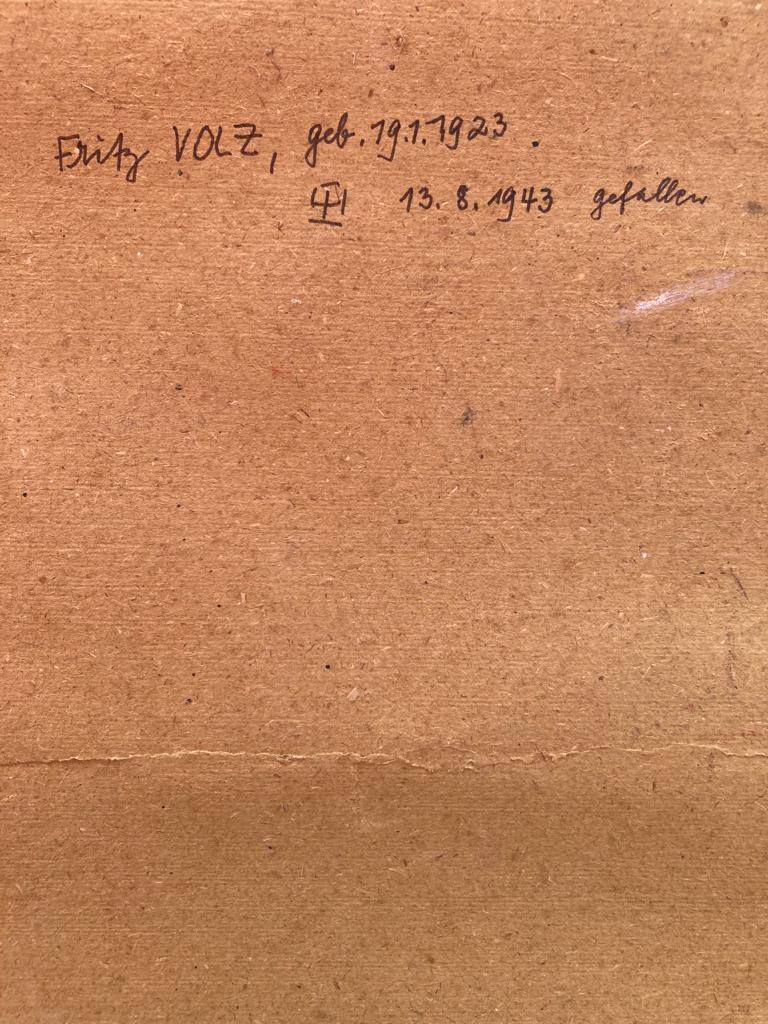 Fritz VOLZ, geb. 19.1.1923.
13.8.1943 gefallen